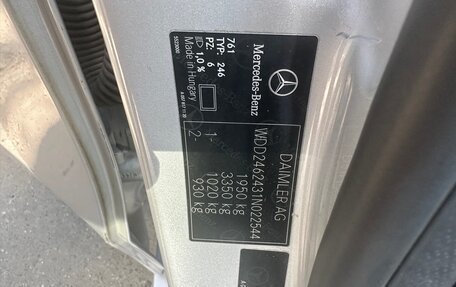 DAIMLER AG
WDD2462431N022544
1950 kg
3350 kg
1- 1020 kg
2- 930 kg
Mercedes-Benz
761
TYP: 246
PZ: 6
1,0 %
Made in Hungary